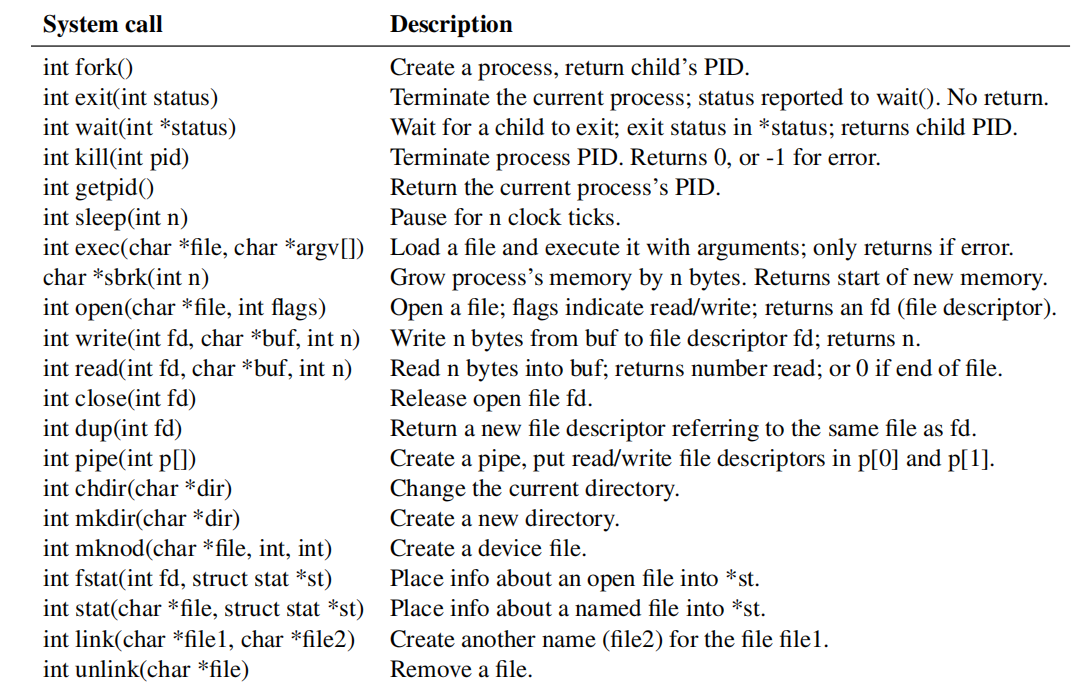 System call Description
int fork() Create a process, return child's PID.
int exit(int status) Terminate the current process; status reported to wait(). No return.
int wait(int *status) Wait for a child to exit; exit status in *status; returns child PID.
int kill(int pid) Terminate process PID. Returns 0, or -1 for error.
int getpid() Return the current process's PID.
int sleep(int n) Pause for n clock ticks.
int exec(char *file, char *argv[]) Load a file and execute it with arguments; only returns if error.
char *sbrk(int n) Grow process's memory by n bytes. Returns start of new memory.
int open(char *file, int flags) Open a file; flags indicate read/write; returns an fd (file descriptor).
int write(int fd, char *buf, int n) Write n bytes from buf to file descriptor fd; returns n.
int read(int fd, char *buf, int n) Read n bytes into buf; returns number read; or 0 if end of file.
int close(int fd) Release open file fd.
int dup(int fd) Return a new file descriptor referring to the same file as fd.
int pipe(int p[]) Create a pipe, put read/write file descriptors in p[0] and p[1].
int chdir(char *dir) Change the current directory.
int mkdir(char *dir) Create a new directory.
int mknod(char *file, int, int) Create a device file.
int fstat(int fd, struct stat *st) Place info about an open file into *st.
int stat(char *file, struct stat *st) Place info about a named file into *st.
int link(char *file1, char *file2) Create another name (file2) for the file file1.
int unlink(char *file) Remove a file.